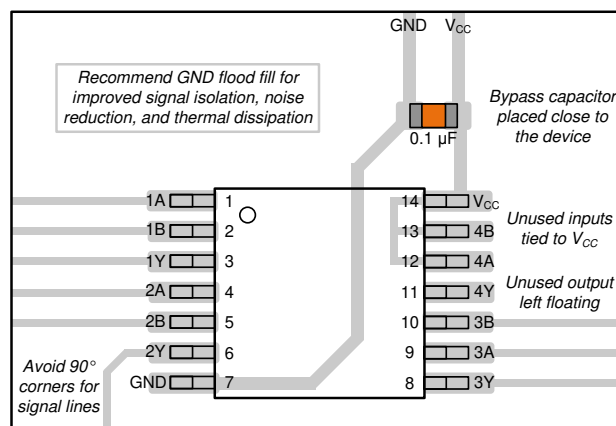 GND VCC
Recommend GND flood fill for
improved signal isolation, noise
reduction, and thermal dissipation
Bypass capacitor
placed close to
the device
0.1 µF
1A 1 14 VCC
1B 2 13 4B
1Y 3 12 4A
2A 4 11 4Y
2B 5 10 3B
2Y 6 9 3A
GND 7 8 3Y
Unused inputs
tied to VCC
Unused output
left floating
Avoid 90°
corners for
signal lines